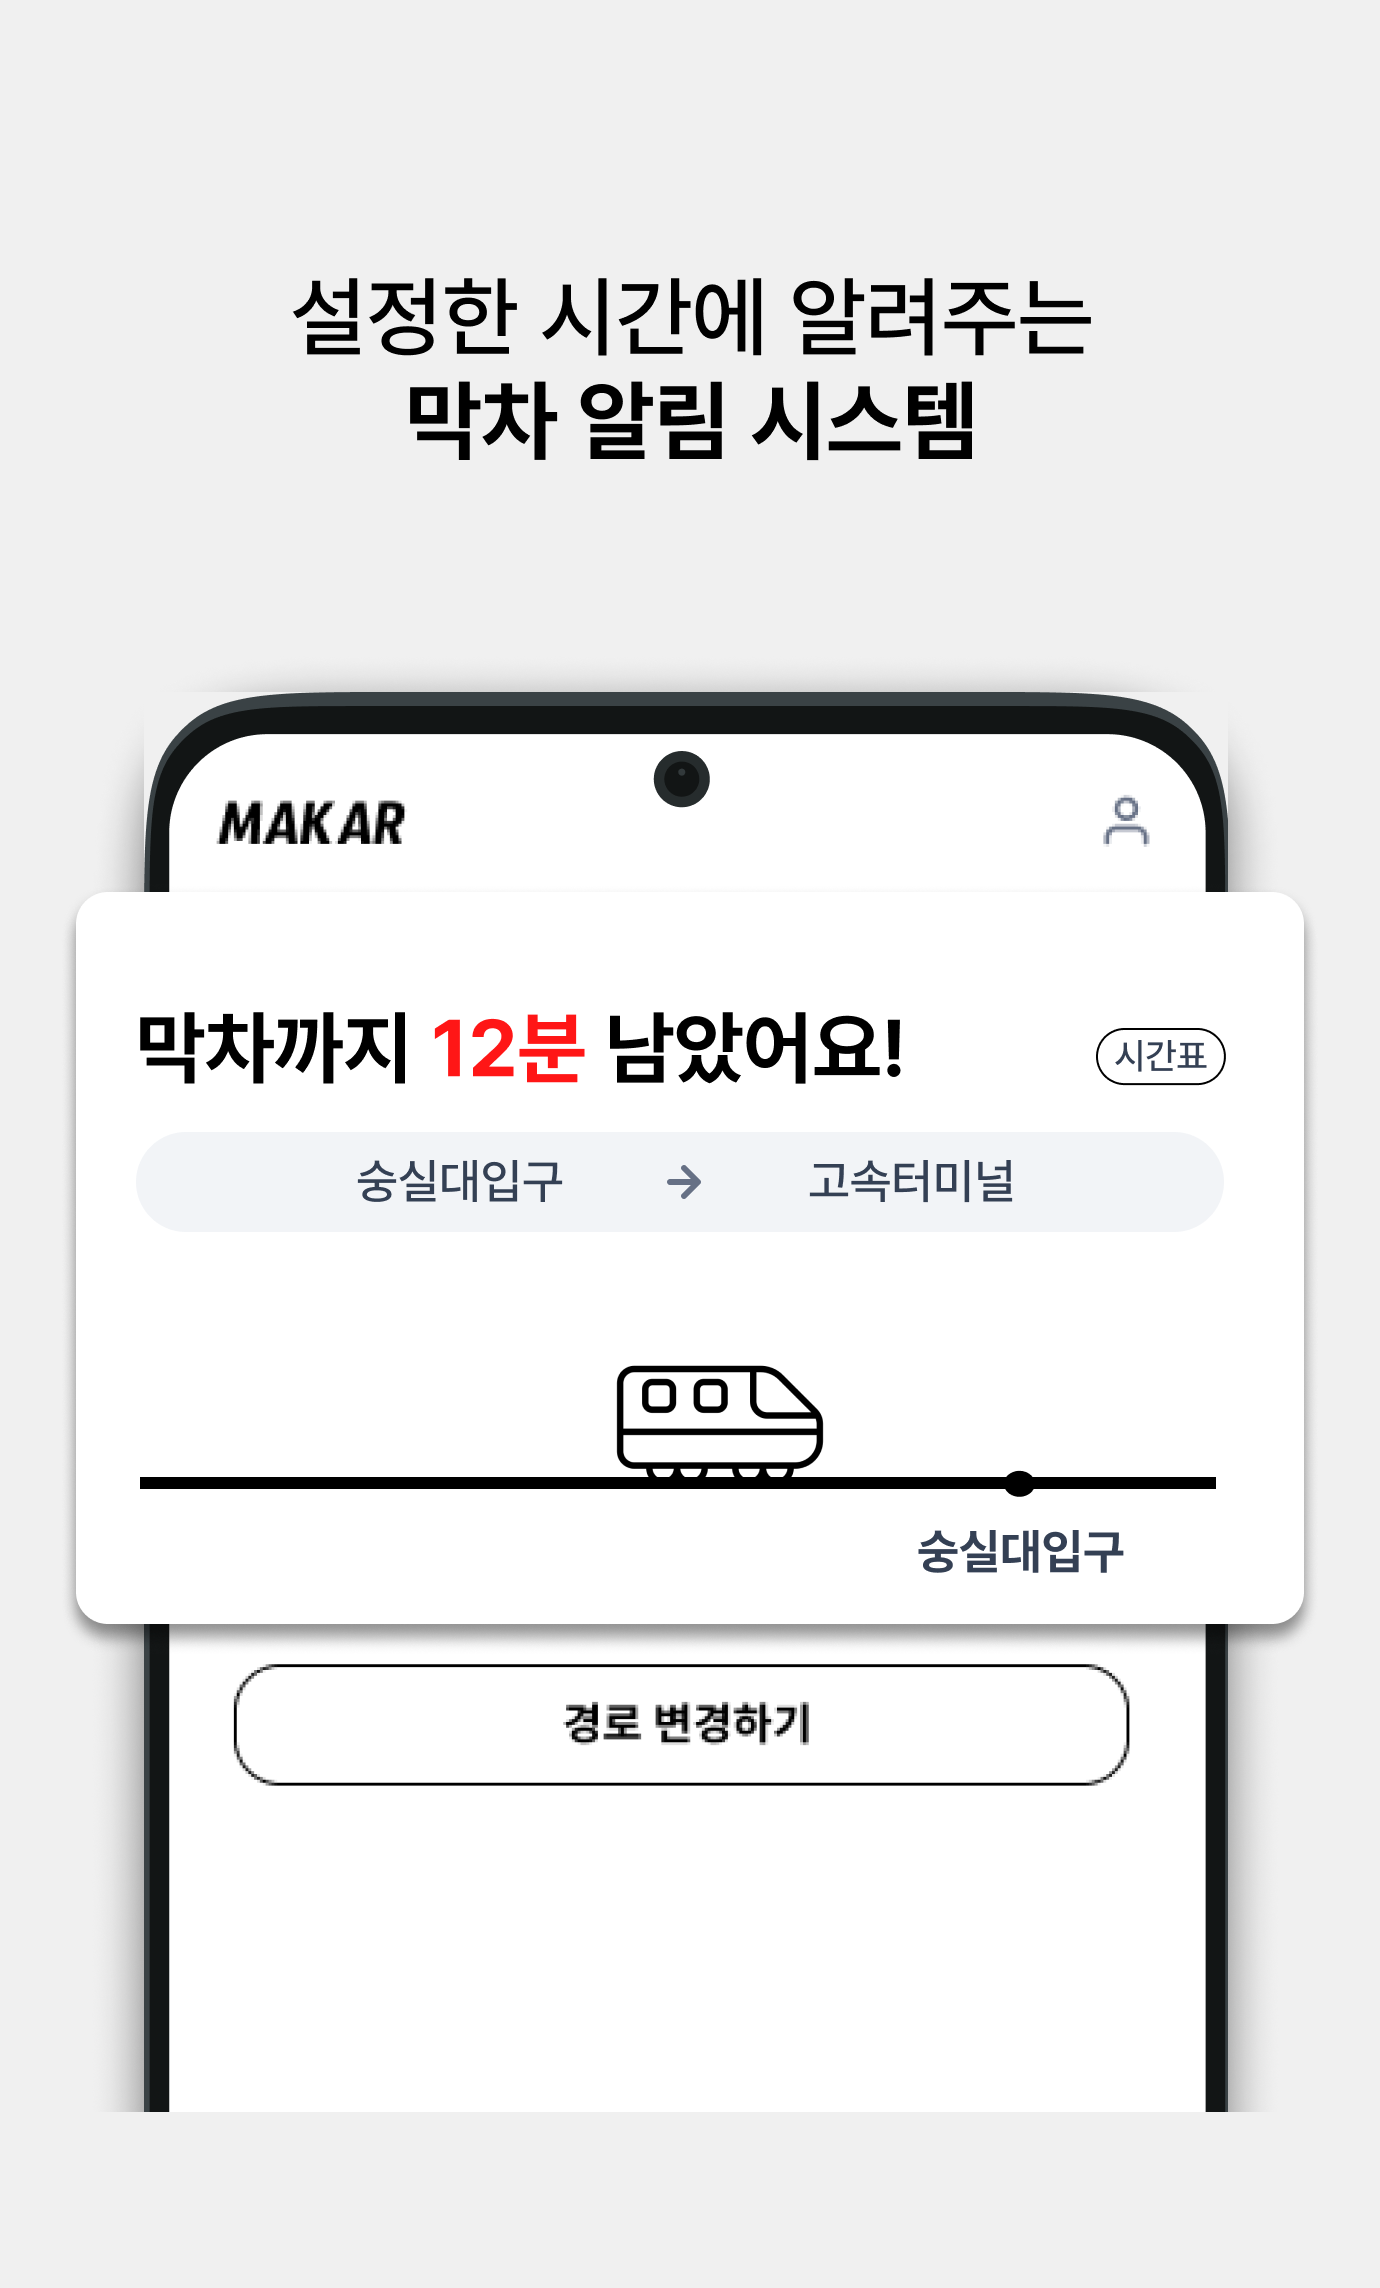 설정한 시간에 알려주는
막차 알림 시스템
MAKAR
막차까지 12분 남았어요!
시간표
숭실대입구 → 고속터미널
숭실대입구
경로 변경하기